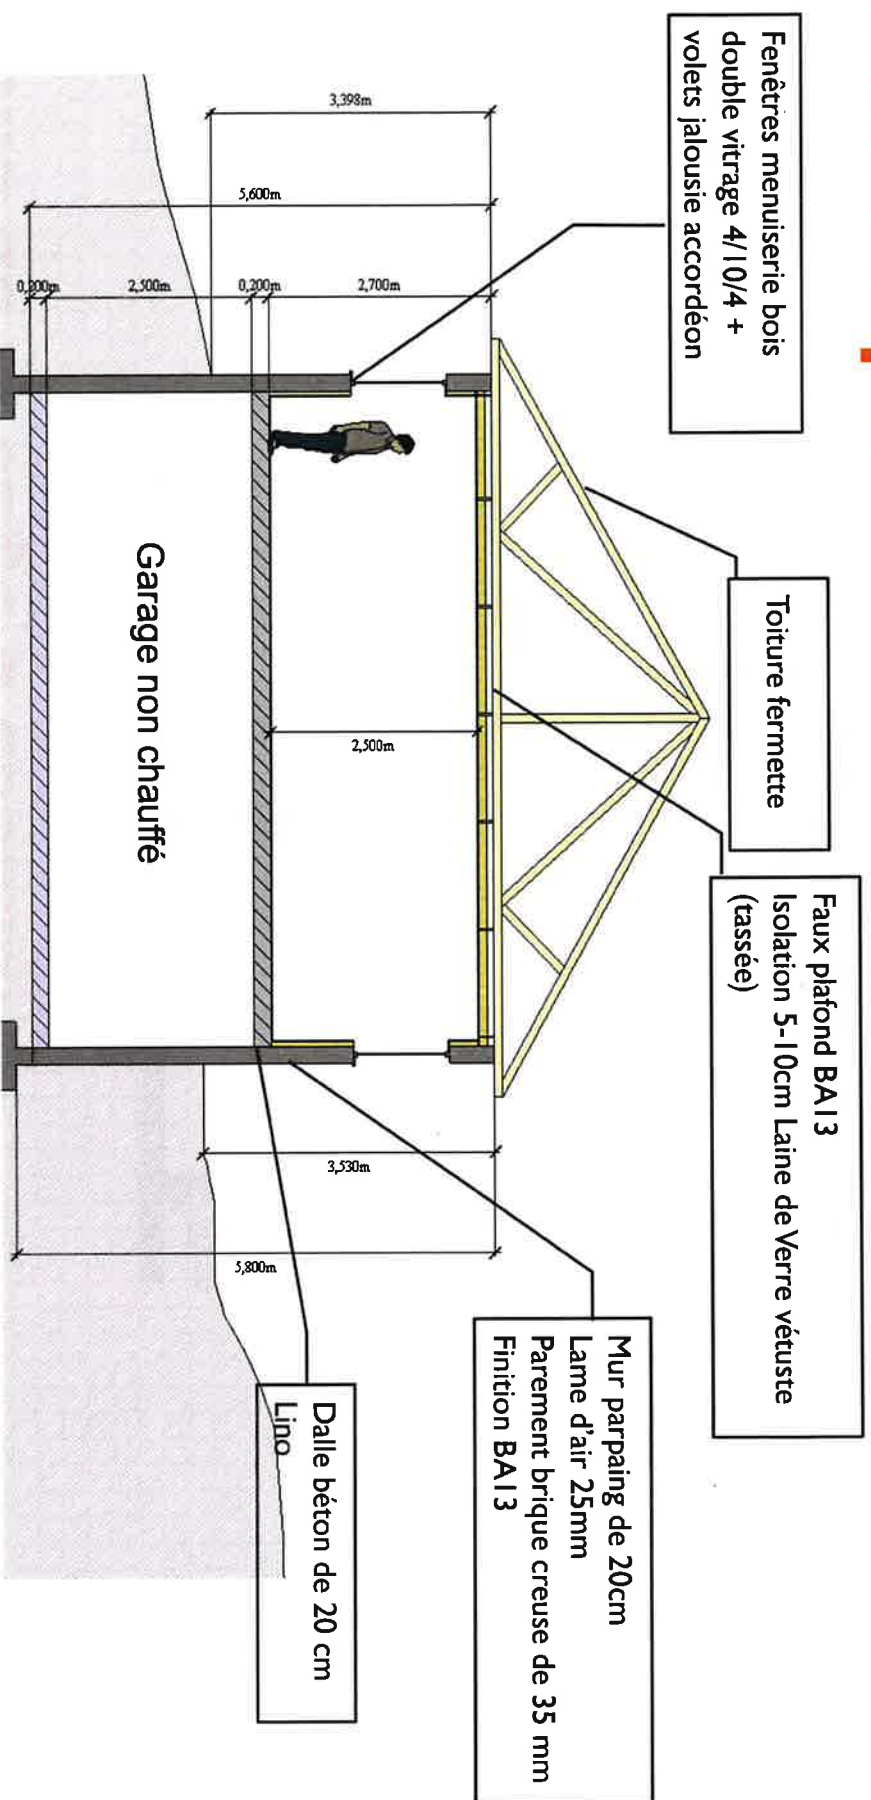 Fenêtres menuiserie bois
double vitrage 4/10/4 +
volets jalousie accordéon
Toiture fermette
Faux plafond BA13
Isolation 5-10cm Laine de Verre vétuste
(tassée)
3,398m
5,600m
0,200m
2,500m
0,200m
2,700m
2,500m
Garage non chauffé
3,530m
5,800m
Mur parpaing de 20cm
Lame d'air 25mm
Parement brique creuse de 35 mm
Finition BA13
Dalle béton de 20 cm
Lino